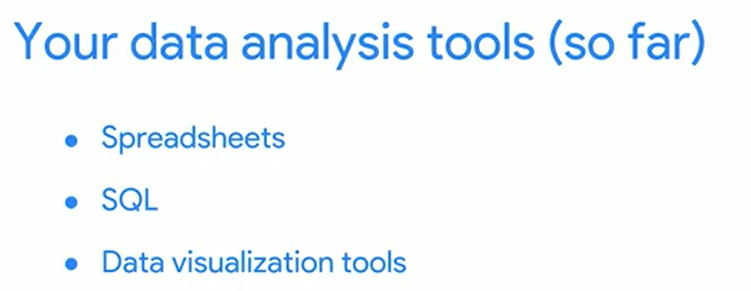 Your data analysis tools (so far)
• Spreadsheets
• SQL
• Data visualization tools